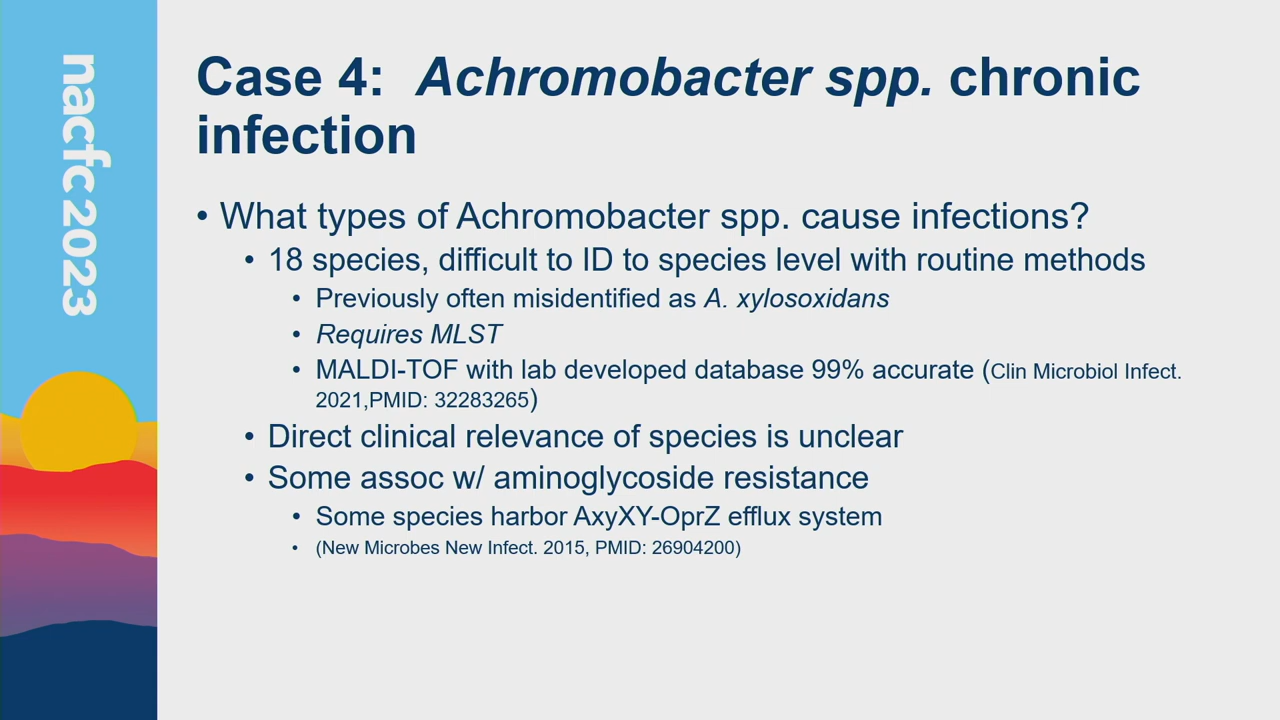 nacfc 2023
Case 4: Achromobacter spp. chronic
infection
• What types of Achromobacter spp. cause infections?
• 18 species, difficult to ID to species level with routine methods
• Previously often misidentified as A. xylosoxidans
• Requires MLST
• MALDI-TOF with lab developed database 99% accurate (Clin Microbiol Infect.
2021,PMID: 32283265)
• Direct clinical relevance of species is unclear
• Some assoc w/ aminoglycoside resistance
• Some species harbor AxyXY-OprZ efflux system
• (New Microbes New Infect. 2015, PMID: 26904200)